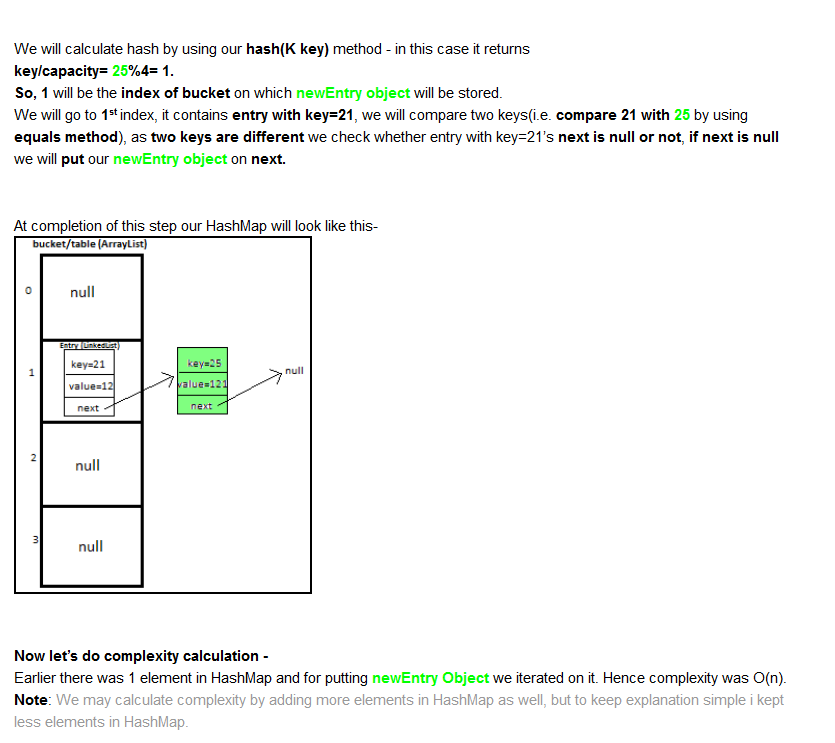 We will calculate hash by using our hash(K key) method - in this case it returns
key/capacity= 25%4= 1.
So, 1 will be the index of bucket on which newEntry object will be stored.
We will go to 1st index, it contains entry with key=21, we will compare two keys(i.e. compare 21 with 25 by using
equals method), as two keys are different we check whether entry with key=21's next is null or not, if next is null
we will put our newEntry object on next.
At completion of this step our HashMap will look like this-
bucket/table (ArrayList)
0
null
Entry (LinkedList)
1
key=21
value=12
next
key=25
value=121
next
null
2
null
3
null
Now let's do complexity calculation -
Earlier there was 1 element in HashMap and for putting newEntry Object we iterated on it. Hence complexity was O(n).
Note: We may calculate complexity by adding more elements in HashMap as well, but to keep explanation simple i kept
less elements in HashMap.